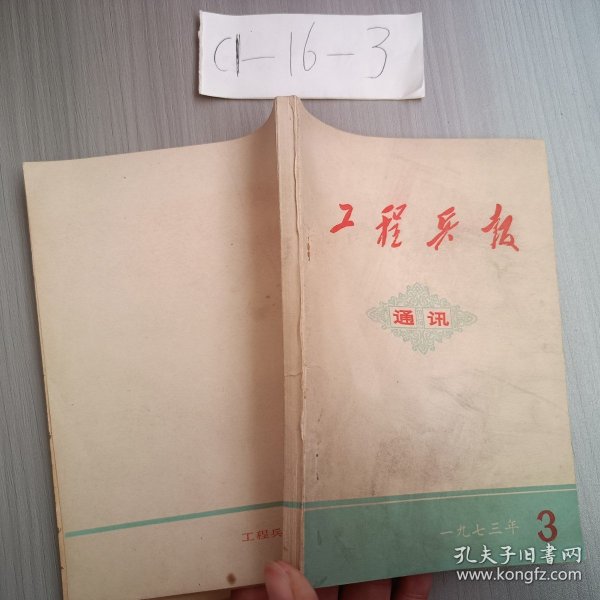 C1-16-3
工程兵报
通讯
一九七三年 3
工程兵
孔夫子旧书网
www.kongfz.com